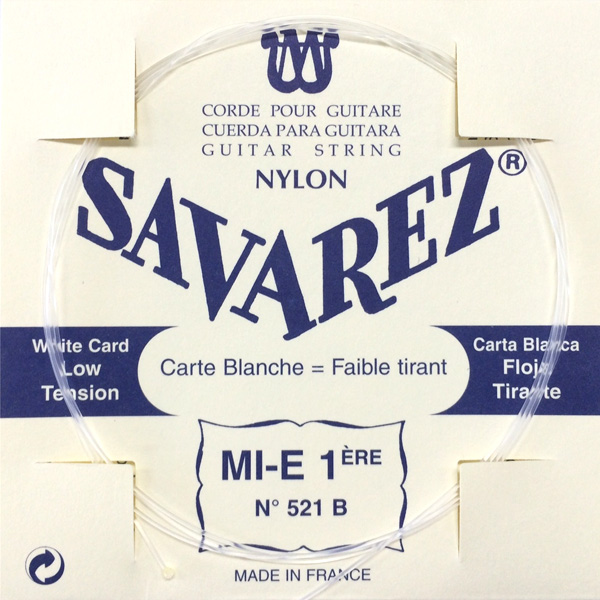 CORDE POUR GUITARE
CUERDA PARA GUITARA
GUITAR STRING
NYLON
SAVAREZ®
White Card
Low
Tension
Carte Blanche = Faible tirant
Carta Blanca
Floja
Tirante
MI-E 1ÈRE
N° 521 B
MADE IN FRANCE